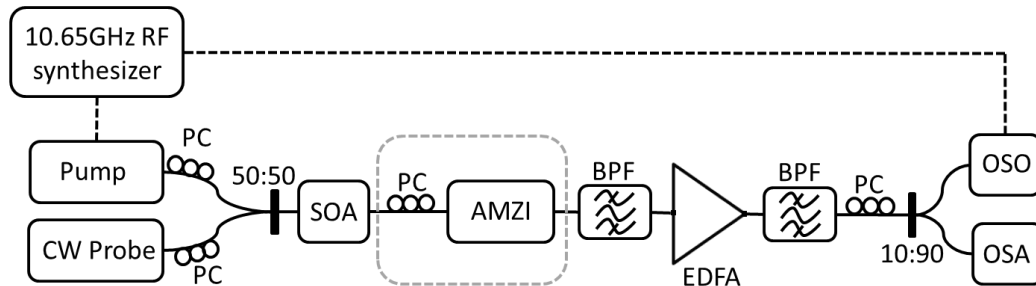 10.65GHz RF
synthesizer
PC
Pump
50:50
CW Probe
PC
SOA
PC
AMZI
BPF
EDFA
BPF
PC
10:90
OSO
OSA